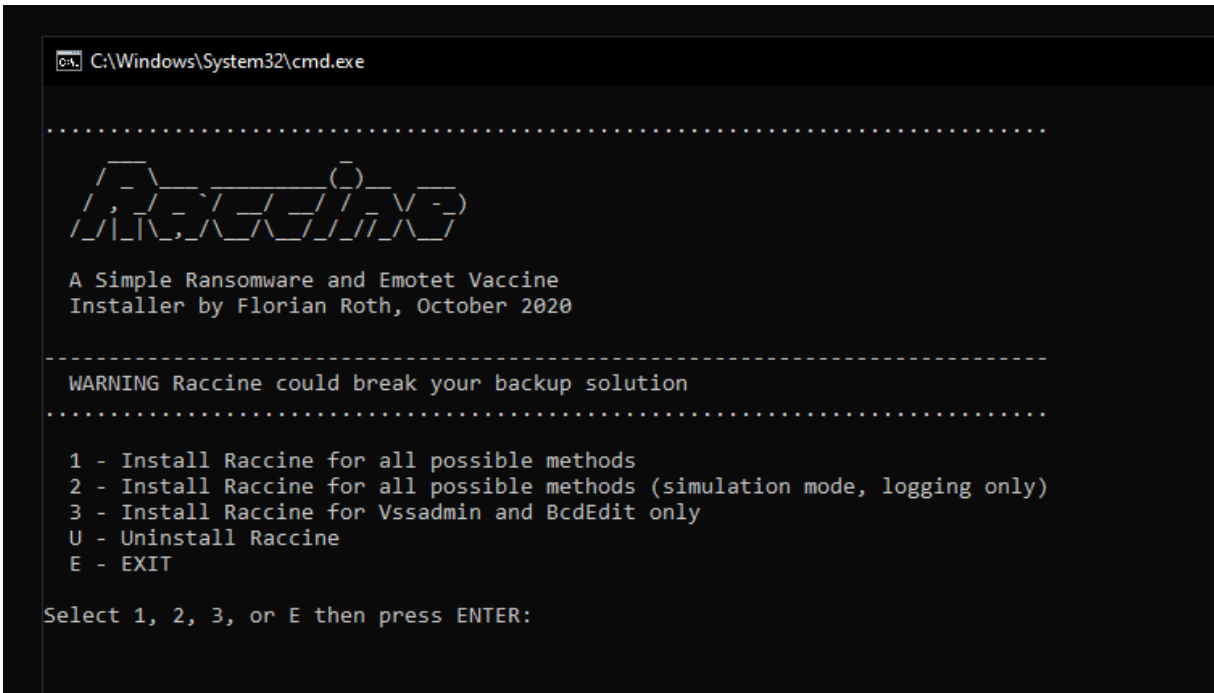 C:\Windows\System32\cmd.exe
Raccine
A Simple Ransomware and Emotet Vaccine
Installer by Florian Roth, October 2020
WARNING Raccine could break your backup solution
1 - Install Raccine for all possible methods
2 - Install Raccine for all possible methods (simulation mode, logging only)
3 - Install Raccine for Vssadmin and BcdEdit only
U - Uninstall Raccine
E - EXIT
Select 1, 2, 3, or E then press ENTER: